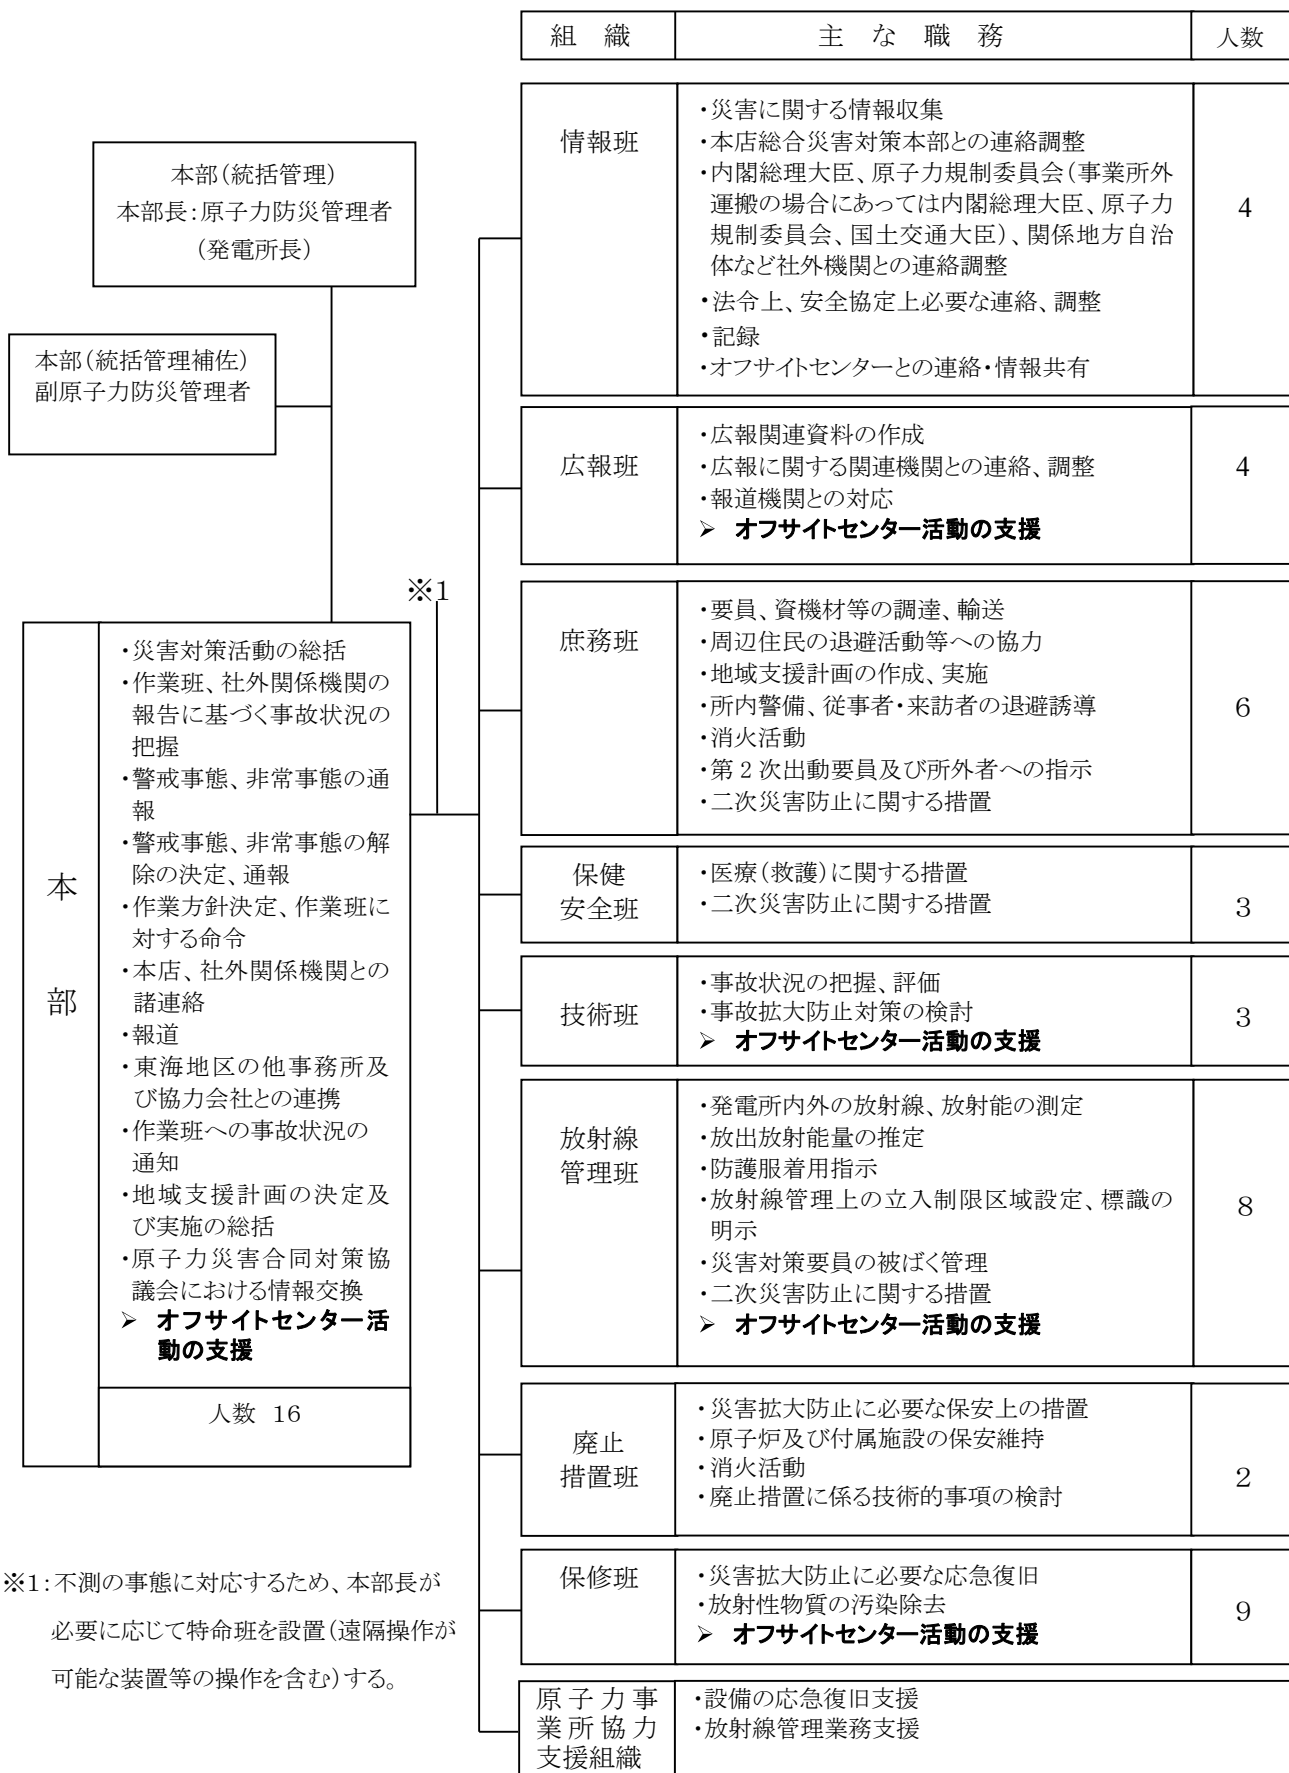 組　織　主　な　職　務　人数
本部（統括管理）
本部長：原子力防災管理者
（発電所長）
本部（統括管理補佐）
副原子力防災管理者
※1
本
部
・災害対策活動の総括
・作業班、社外関係機関の
報告に基づく事故状況の
把握
・警戒事態、非常事態の通
報
・警戒事態、非常事態の解
除の決定、通報
・作業方針決定、作業班に
対する命令
・本店、社外関係機関との
諸連絡
・報道
・東海地区の他事務所及
び協力会社との連携
・作業班への事故状況の
通知
・地域支援計画の決定及
び実施の総括
・原子力災害合同対策協
議会における情報交換
➢ オフサイトセンター活
動の支援
人数 16
※1：不測の事態に対応するため、本部長が
必要に応じて特命班を設置（遠隔操作が
可能な装置等の操作を含む）する。
情報班
・災害に関する情報収集
・本店総合災害対策本部との連絡調整
・内閣総理大臣、原子力規制委員会（事業所外
運搬の場合にあっては内閣総理大臣、原子力
規制委員会、国土交通大臣）、関係地方自治
体など社外機関との連絡調整
・法令上、安全協定上必要な連絡、調整
・記録
・オフサイトセンターとの連絡・情報共有
4
広報班
・広報関連資料の作成
・広報に関する関連機関との連絡、調整
・報道機関との対応
➢ オフサイトセンター活動の支援
4
庶務班
・要員、資機材等の調達、輸送
・周辺住民の退避活動等への協力
・地域支援計画の作成、実施
・所内警備、従事者・来訪者の退避誘導
・消火活動
・第2次出動要員及び所外者への指示
・二次災害防止に関する措置
6
保健
安全班
・医療（救護）に関する措置
・二次災害防止に関する措置
3
技術班
・事故状況の把握、評価
・事故拡大防止対策の検討
➢ オフサイトセンター活動の支援
3
放射線
管理班
・発電所内外の放射線、放射能の測定
・放出放射能量の推定
・防護服着用指示
・放射線管理上の立入制限区域設定、標識の
明示
・災害対策要員の被ばく管理
・二次災害防止に関する措置
➢ オフサイトセンター活動の支援
8
廃止
措置班
・災害拡大防止に必要な保安上の措置
・原子炉及び付属施設の保安維持
・消火活動
・廃止措置に係る技術的事項の検討
2
保修班
・災害拡大防止に必要な応急復旧
・放射性物質の汚染除去
➢ オフサイトセンター活動の支援
9
原子力事
業所協力
支援組織
・設備の応急復旧支援
・放射線管理業務支援